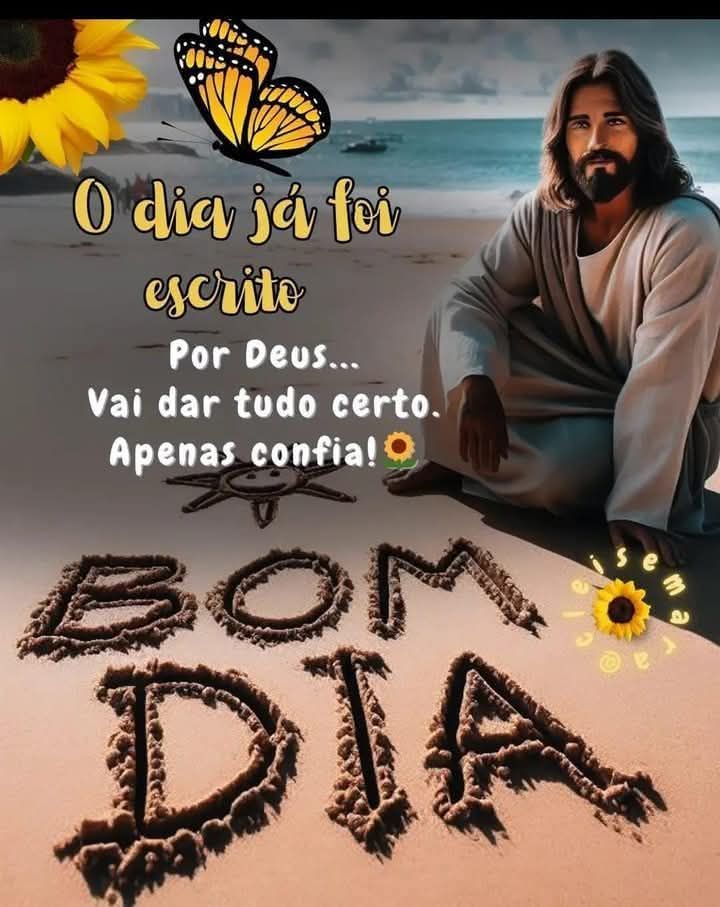 O dia já foi
escrito
Por Deus...
Vai dar tudo certo.
Apenas confia!🌻
BOM
DIA